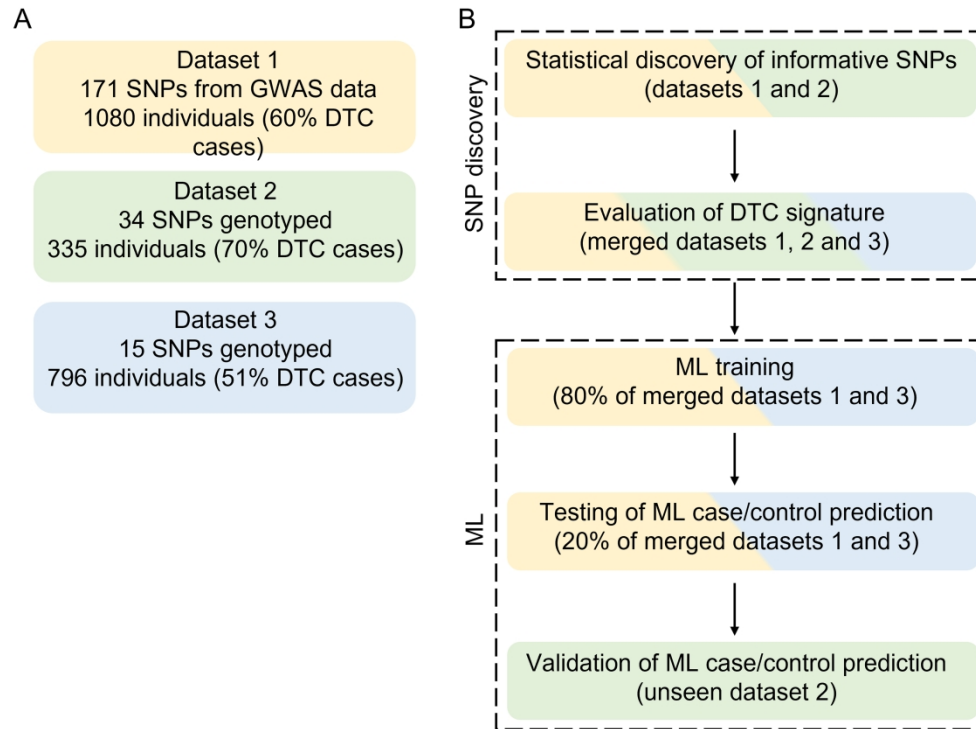 A
Dataset 1
171 SNPs from GWAS data
1080 individuals (60% DTC
cases)
Dataset 2
34 SNPs genotyped
335 individuals (70% DTC cases)
Dataset 3
15 SNPs genotyped
796 individuals (51% DTC cases)
B
SNP discovery
Statistical discovery of informative SNPs
(datasets 1 and 2)
Evaluation of DTC signature
(merged datasets 1, 2 and 3)
ML
ML training
(80% of merged datasets 1 and 3)
Testing of ML case/control prediction
(20% of merged datasets 1 and 3)
Validation of ML case/control prediction
(unseen dataset 2)